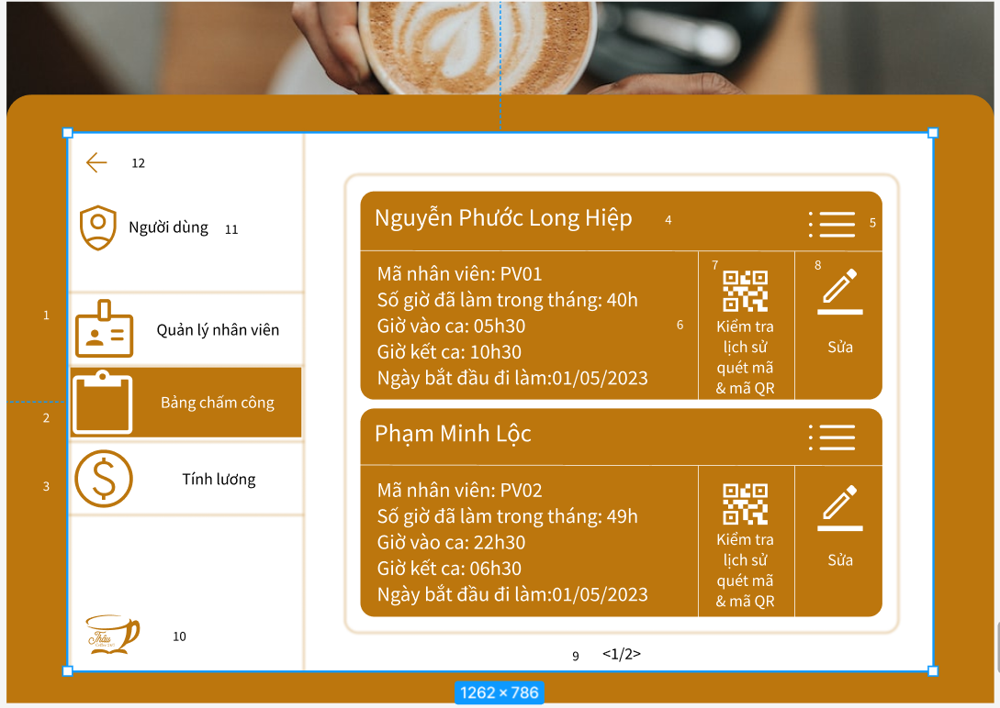 12
Người dùng 11
1
Quản lý nhân viên
Bảng chấm công
2
Tính lương
3
Thấu
10
Nguyễn Phước Long Hiệp 4
5
Mã nhân viên: PV01
Số giờ đã làm trong tháng: 40h
Giờ vào ca: 05h30
Giờ kết ca: 10h30
Ngày bắt đầu đi làm:01/05/2023
6
7
Kiểm tra
lịch sử
quét mã
& mã QR
8
Sửa
Phạm Minh Lộc
Mã nhân viên: PV02
Số giờ đã làm trong tháng: 49h
Giờ vào ca: 22h30
Giờ kết ca: 06h30
Ngày bắt đầu đi làm:01/05/2023
Kiểm tra
lịch sử
quét mã
& mã QR
Sửa
9 <1/2>
1262 × 786